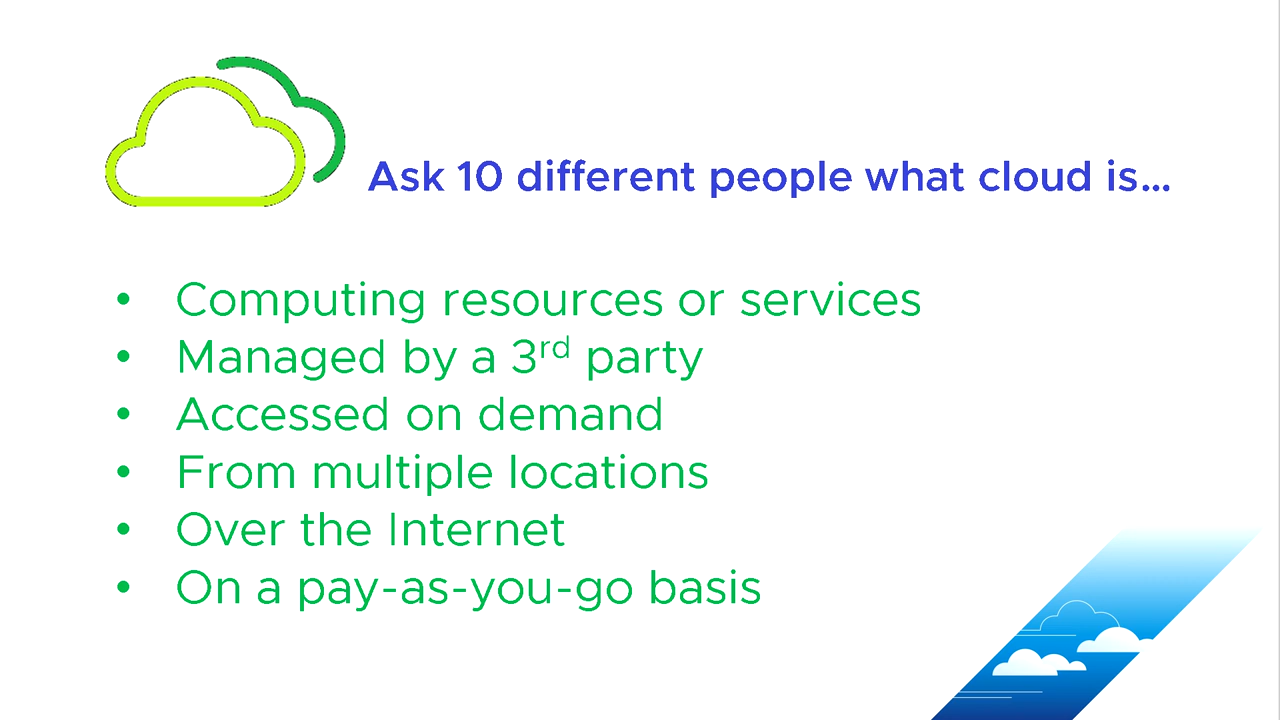 Ask 10 different people what cloud is...
• Computing resources or services
• Managed by a 3rd party
• Accessed on demand
• From multiple locations
• Over the Internet
• On a pay-as-you-go basis